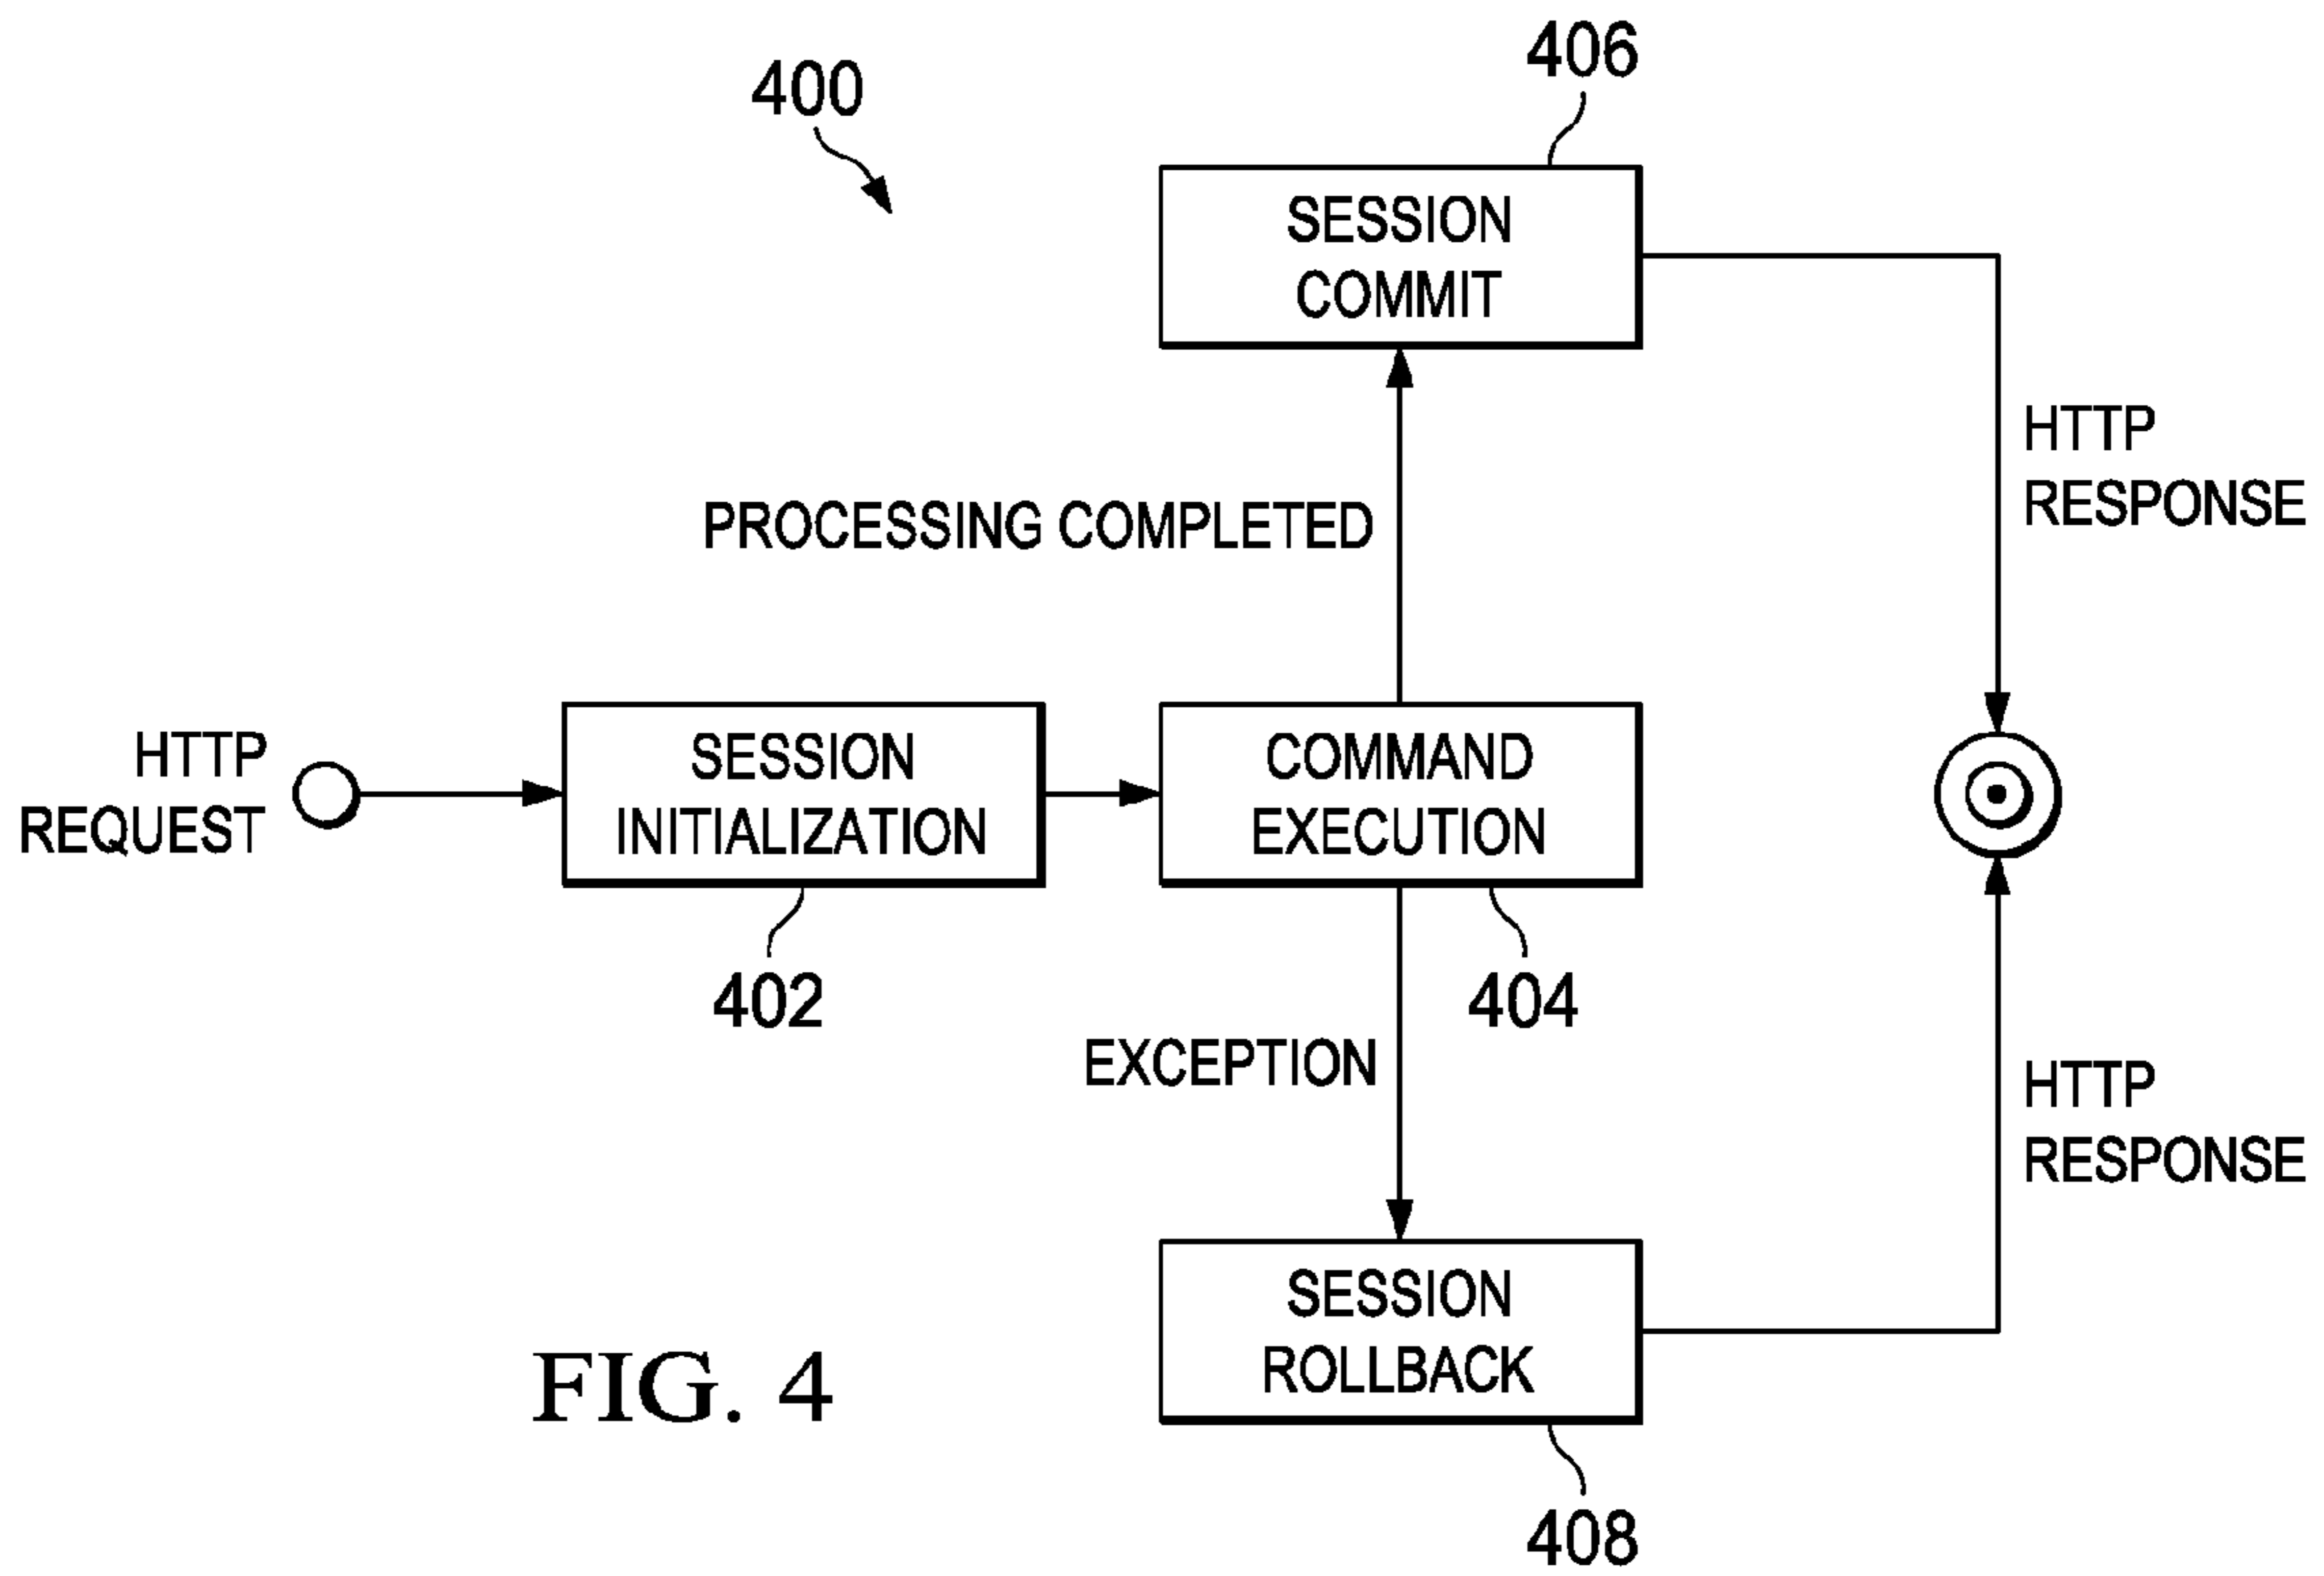 406
400
SESSION
COMMIT
HTTP
RESPONSE
PROCESSING COMPLETED
HTTP
REQUEST
SESSION
INITIALIZATION
COMMAND
EXECUTION
402
404
EXCEPTION
HTTP
RESPONSE
SESSION
ROLLBACK
FIG. 4
408